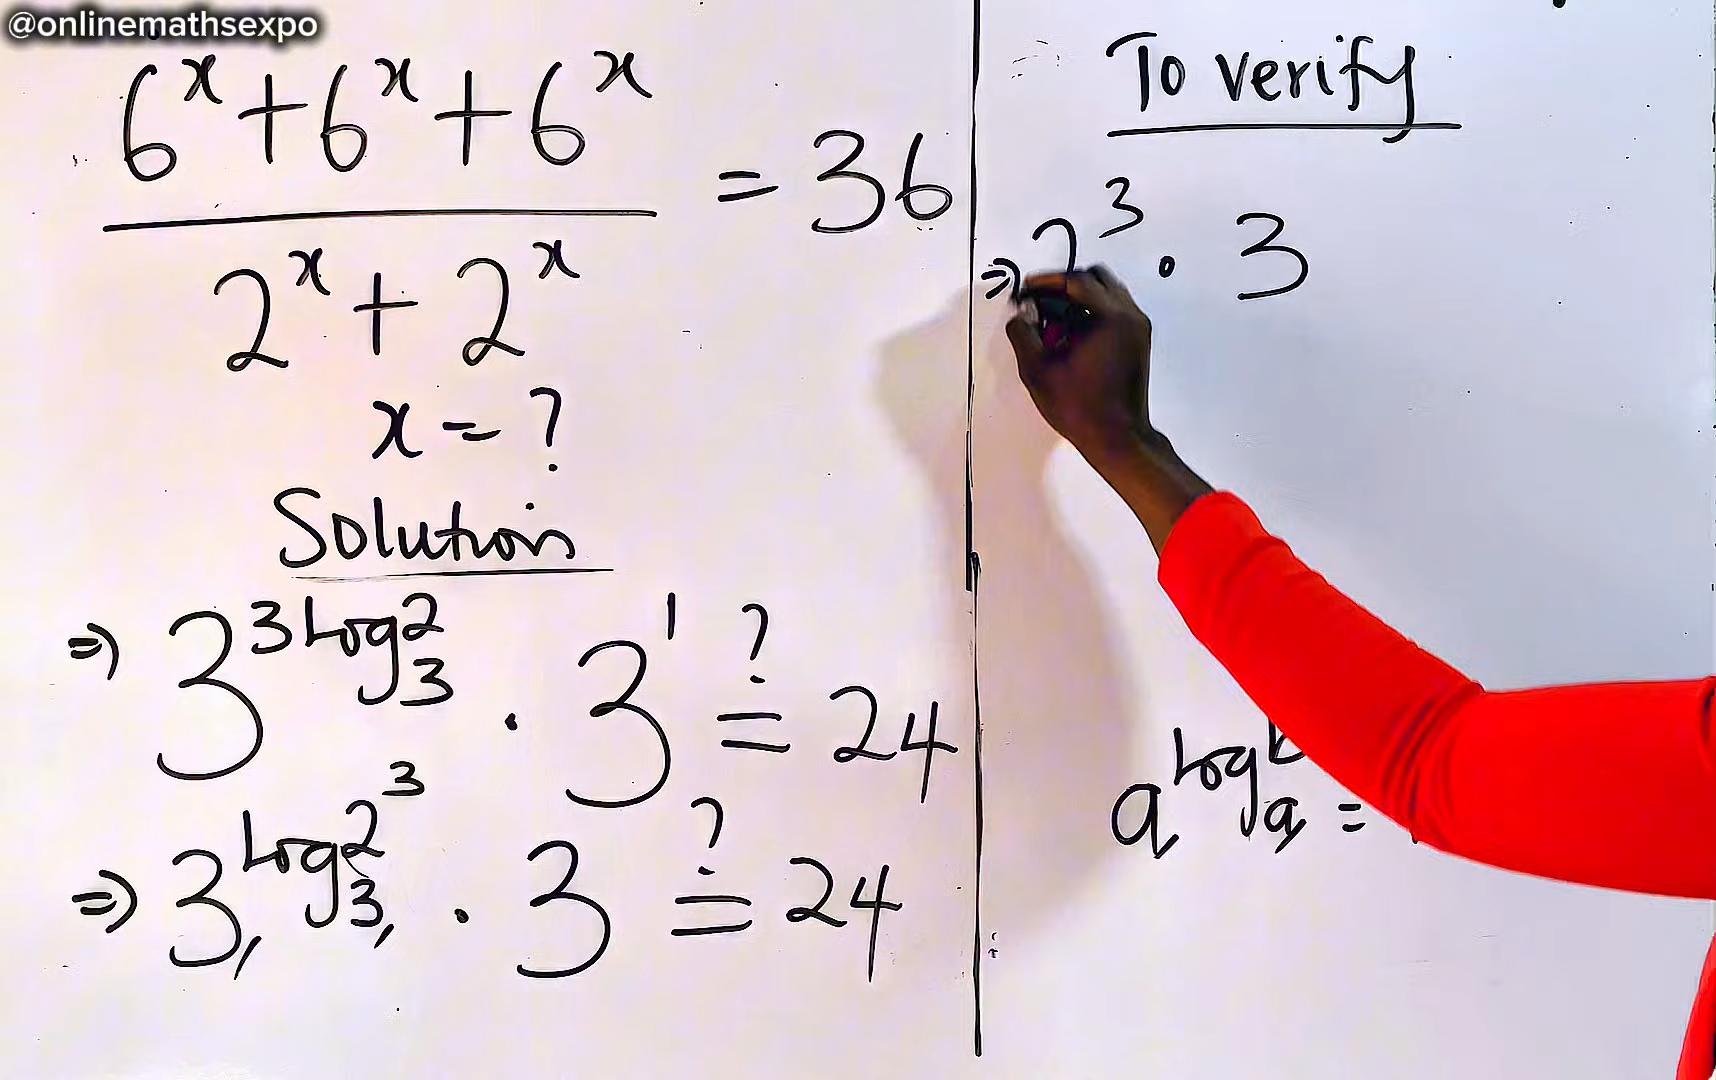 @onlinemathsexpo
6^x + 6^x + 6^x
2^x + 2^x
= 36
x = ?
Solution
⇒ 3^{3 Log_3 2} · 3^1 ≟ 24
⇒ 3^{Log_3 2^3} · 3 ≟ 24
To verify
⇒ 2^3 · 3
a^{Log_a b} =